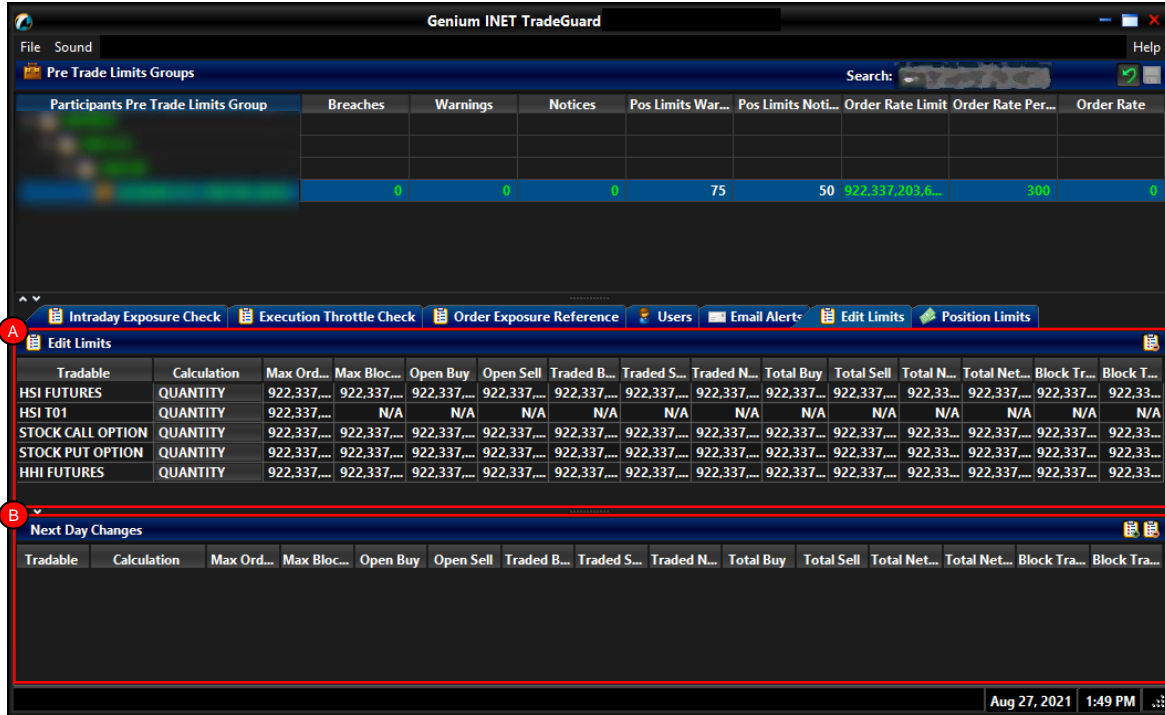 Genium INET TradeGuard
File Sound Help
Pre Trade Limits Groups Search:
Participants Pre Trade Limits Group Breaches Warnings Notices Pos Limits War... Pos Limits Noti... Order Rate Limit Order Rate Per... Order Rate
0 0 0 75 50 922,337,203,6... 300 0
Intraday Exposure Check Execution Throttle Check Order Exposure Reference Users Email Alerts Edit Limits Position Limits
A
Edit Limits
Tradable Calculation Max Ord... Max Bloc... Open Buy Open Sell Traded B... Traded S... Traded N... Total Buy Total Sell Total N... Total Net... Block Tr... Block T...
HSI FUTURES QUANTITY 922,337,... 922,337,... 922,337,... 922,337,... 922,337,... 922,337,... 922,337,... 922,337,... 922,337,... 922,33... 922,337,... 922,337... 922,33...
HSI T01 QUANTITY 922,337,... N/A N/A N/A N/A N/A N/A N/A N/A N/A N/A N/A N/A
STOCK CALL OPTION QUANTITY 922,337,... 922,337,... 922,337,... 922,337,... 922,337,... 922,337,... 922,337,... 922,337,... 922,337,... 922,33... 922,337,... 922,337... 922,33...
STOCK PUT OPTION QUANTITY 922,337,... 922,337,... 922,337,... 922,337,... 922,337,... 922,337,... 922,337,... 922,337,... 922,337,... 922,33... 922,337,... 922,337... 922,33...
HHI FUTURES QUANTITY 922,337,... 922,337,... 922,337,... 922,337,... 922,337,... 922,337,... 922,337,... 922,337,... 922,337,... 922,33... 922,337,... 922,337... 922,33...
B
Next Day Changes
Tradable Calculation Max Ord... Max Bloc... Open Buy Open Sell Traded B... Traded S... Traded N... Total Buy Total Sell Total Net... Total Net... Block Tra... Block Tra...
Aug 27, 2021 1:49 PM